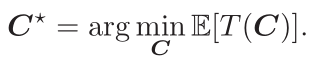 C⋆ = arg min_C 𝔼[T(C)].